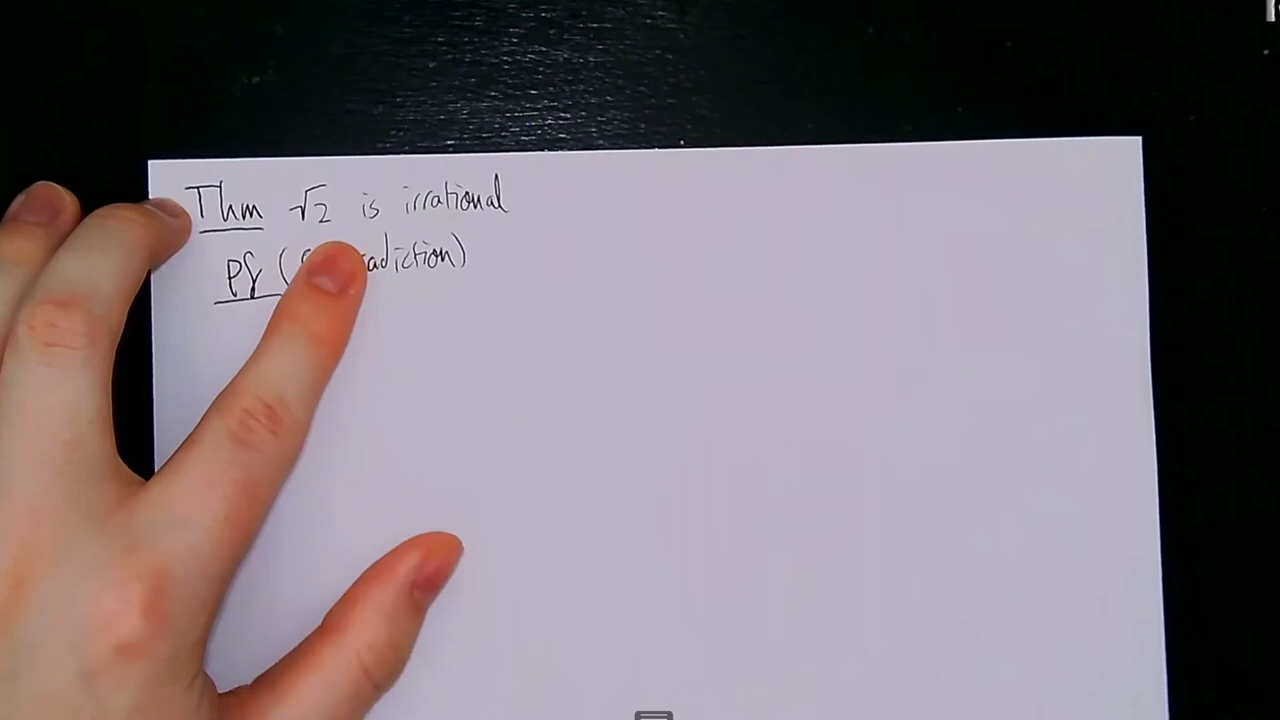 Thm √2 is irrational
pf (